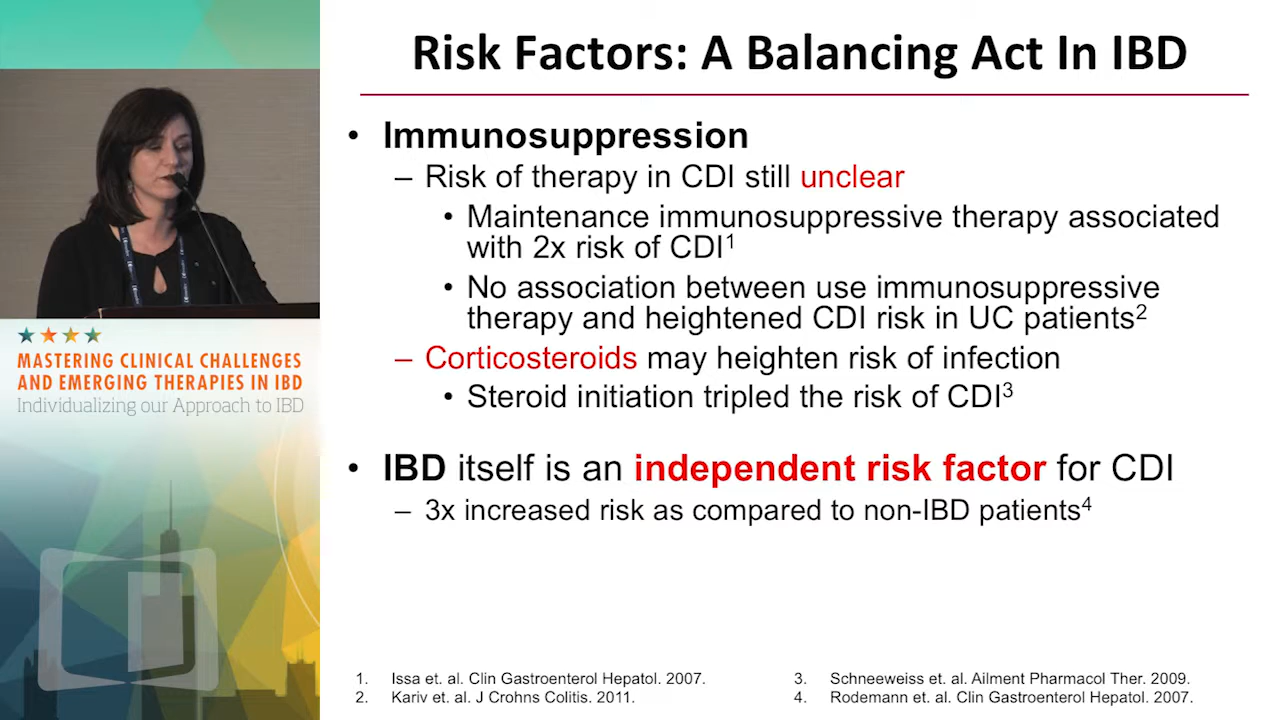 Risk Factors: A Balancing Act In IBD
• Immunosuppression
– Risk of therapy in CDI still unclear
• Maintenance immunosuppressive therapy associated
with 2x risk of CDI¹
• No association between use immunosuppressive
therapy and heightened CDI risk in UC patients²
– Corticosteroids may heighten risk of infection
• Steroid initiation tripled the risk of CDI³
• IBD itself is an independent risk factor for CDI
– 3x increased risk as compared to non-IBD patients⁴
1. Issa et. al. Clin Gastroenterol Hepatol. 2007.
2. Kariv et. al. J Crohns Colitis. 2011.
3. Schneeweiss et. al. Ailment Pharmacol Ther. 2009.
4. Rodemann et. al. Clin Gastroenterol Hepatol. 2007.
MASTERING CLINICAL CHALLENGES
AND EMERGING THERAPIES IN IBD
Individualizing our Approach to IBD